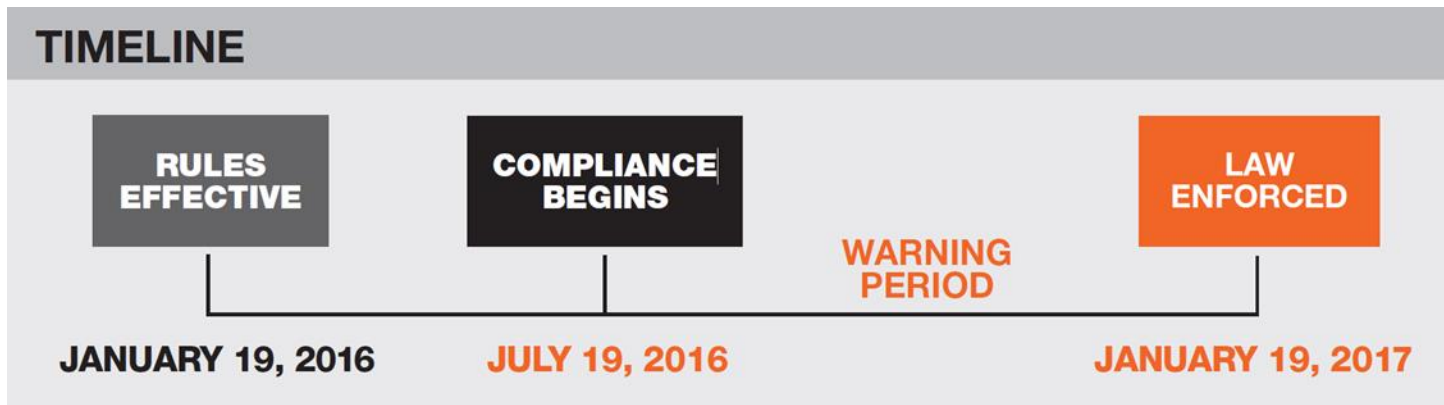 TIMELINE
RULES
EFFECTIVE
COMPLIANCE
BEGINS
LAW
ENFORCED
WARNING
PERIOD
JANUARY 19, 2016
JULY 19, 2016
JANUARY 19, 2017